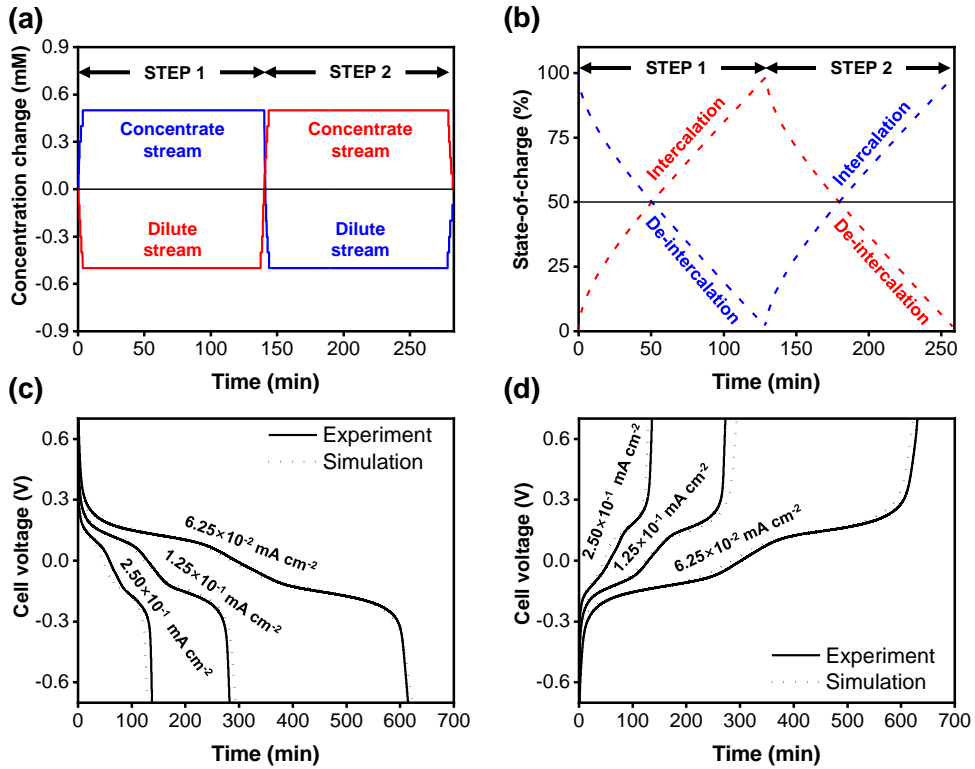 (a)
Concentration change (mM)
0.9
0.6
0.3
0.0
-0.3
-0.6
-0.9
STEP 1
STEP 2
Concentrate
stream
Concentrate
stream
Dilute
stream
Dilute
stream
0
50
100
150
200
250
Time (min)
(b)
State-of-charge (%)
100
75
50
25
0
STEP 1
STEP 2
Intercalation
Intercalation
De-intercalation
De-intercalation
0
50
100
150
200
250
Time (min)
(c)
Cell voltage (V)
0.6
0.3
0.0
-0.3
-0.6
Experiment
Simulation
6.25×10-2 mA cm-2
1.25×10-1 mA cm-2
2.50×10-1 mA cm-2
0
100
200
300
400
500
600
700
Time (min)
(d)
Cell voltage (V)
0.6
0.3
0.0
-0.3
-0.6
2.50×10-1 mA cm-2
1.25×10-1 mA cm-2
6.25×10-2 mA cm-2
Experiment
Simulation
0
100
200
300
400
500
600
700
Time (min)